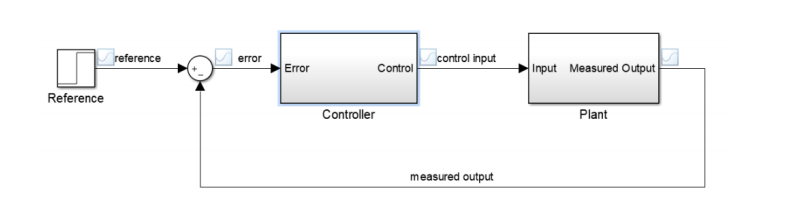 reference
error
control input
+
_
Error
Control
Input
Measured Output
Reference
Controller
Plant
measured output